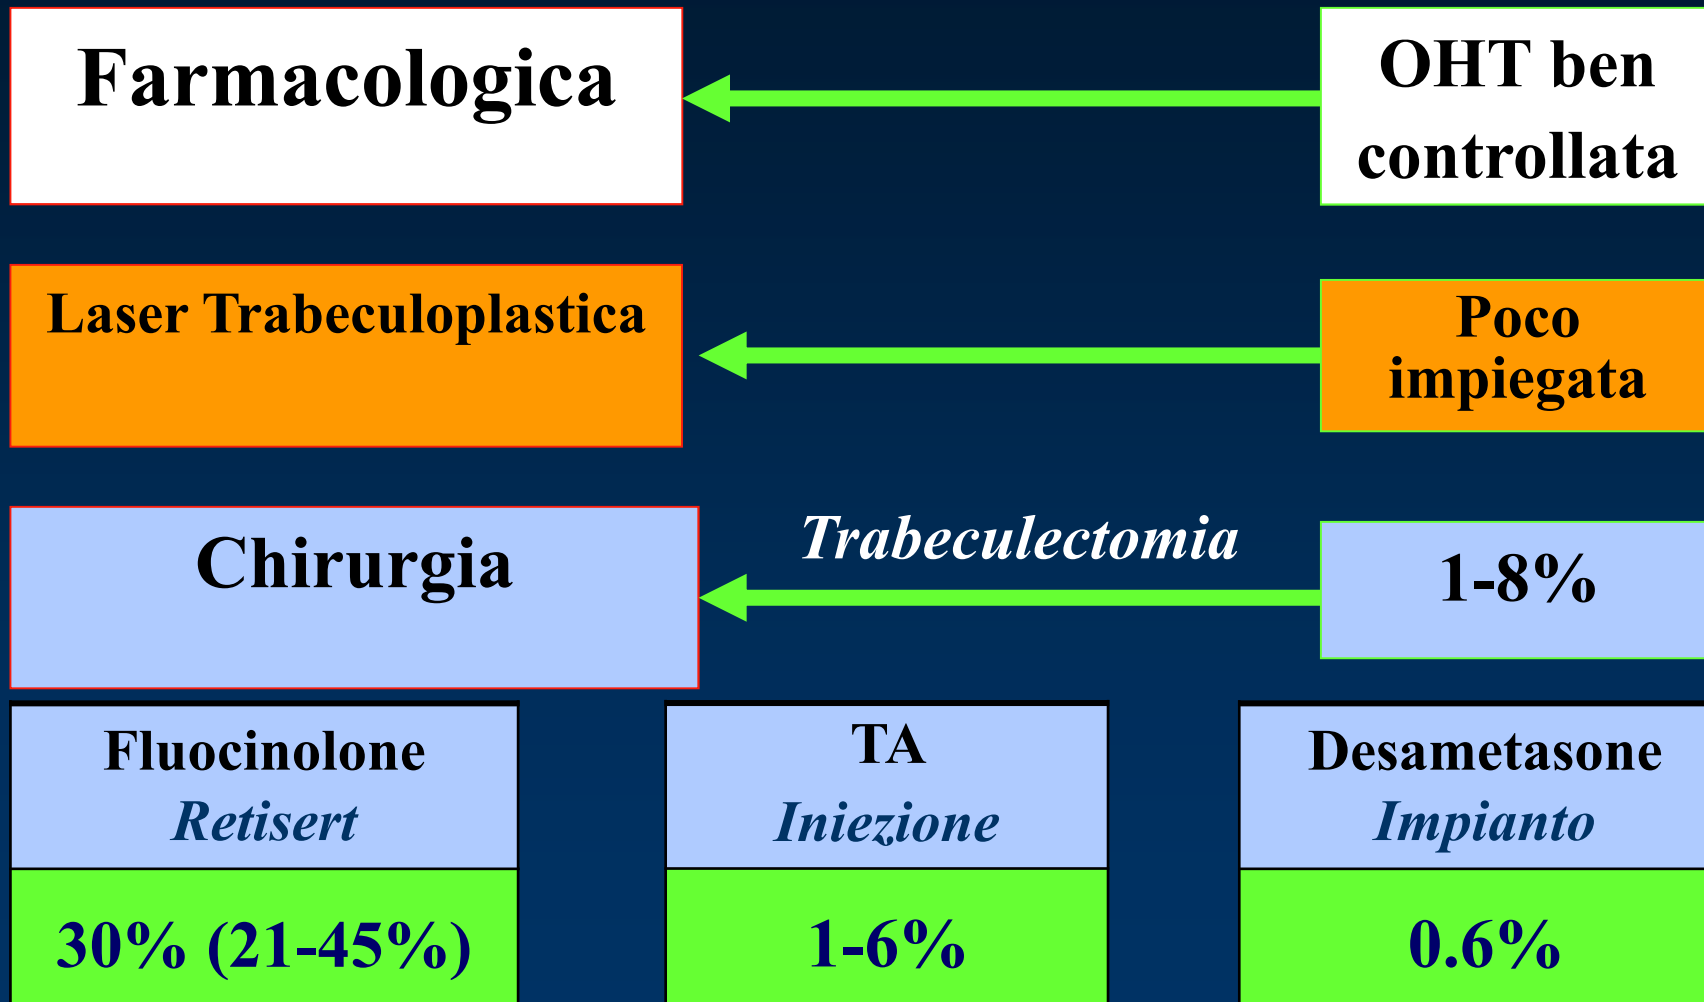 Farmacologica
OHT ben
controllata
Laser Trabeculoplastica
Poco
impiegata
Chirurgia
Trabeculectomia
1-8%
Fluocinolone
Retisert
30% (21-45%)
TA
Iniezione
1-6%
Desametasone
Impianto
0.6%